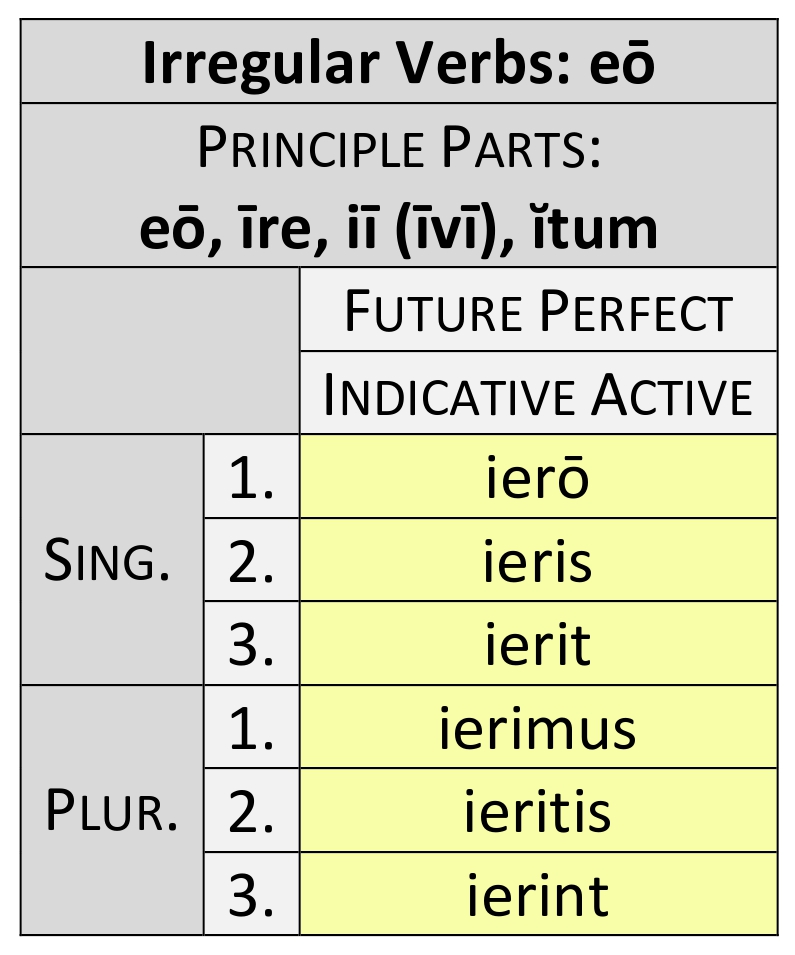 Irregular Verbs: eō
PRINCIPLE PARTS:
eō, īre, iī (īvī), ĭtum
FUTURE PERFECT
INDICATIVE ACTIVE
SING.
1. ierō
2. ieris
3. ierit
PLUR.
1. ierimus
2. ieritis
3. ierint